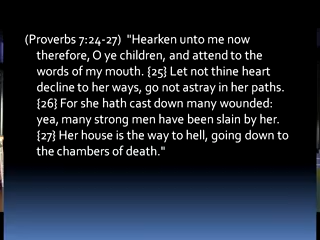 (Proverbs 7:24-27)  "Hearken unto me now
therefore, O ye children, and attend to the
words of my mouth. {25} Let not thine heart
decline to her ways, go not astray in her paths.
{26} For she hath cast down many wounded:
yea, many strong men have been slain by her.
{27} Her house is the way to hell, going down to
the chambers of death."